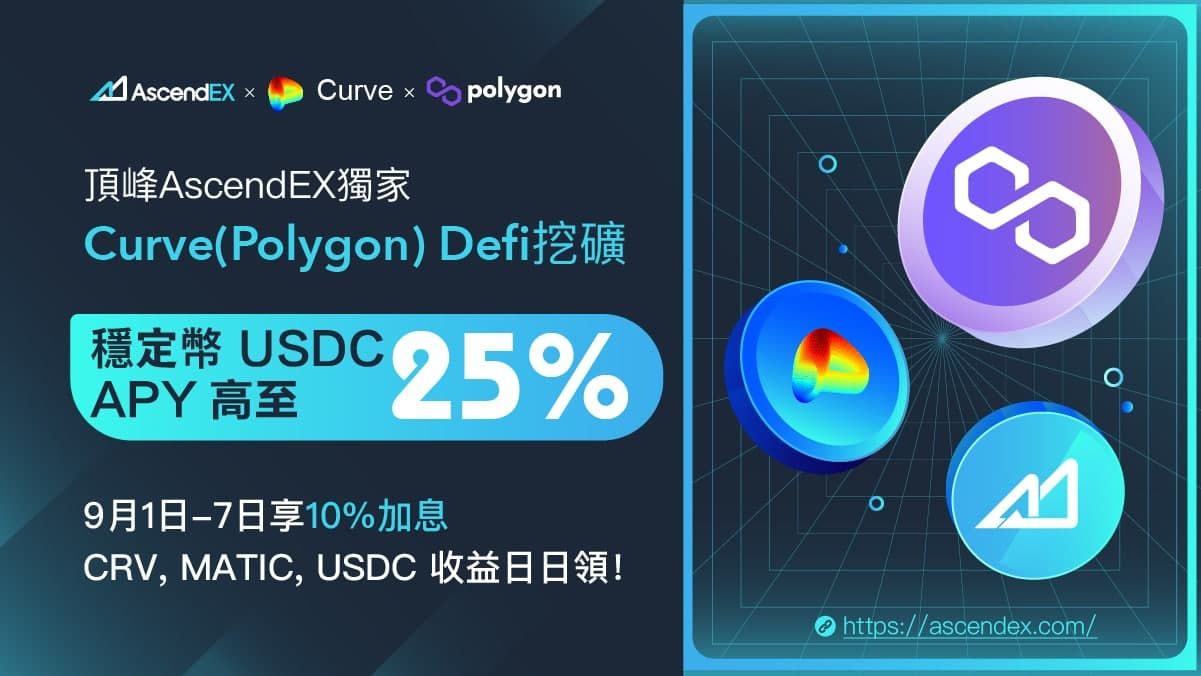 AscendEX × Curve × polygon
頂峰AscendEX獨家
Curve(Polygon) Defi挖礦
穩定幣 USDC
APY 高至
25%
9月1日-7日享10%加息
CRV, MATIC, USDC 收益日日領!
https://ascendex.com/